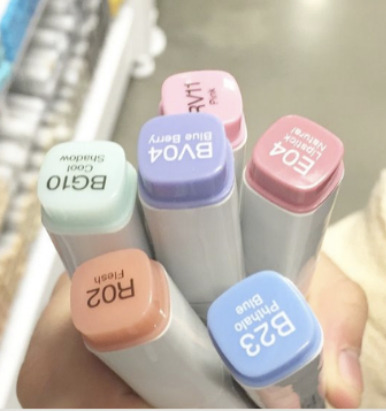 RV11
Pink
BV04
Blue Berry
E04
Lipstick
Natural
BG10
Cool
Shadow
R02
Flesh
B23
Phthalo
Blue